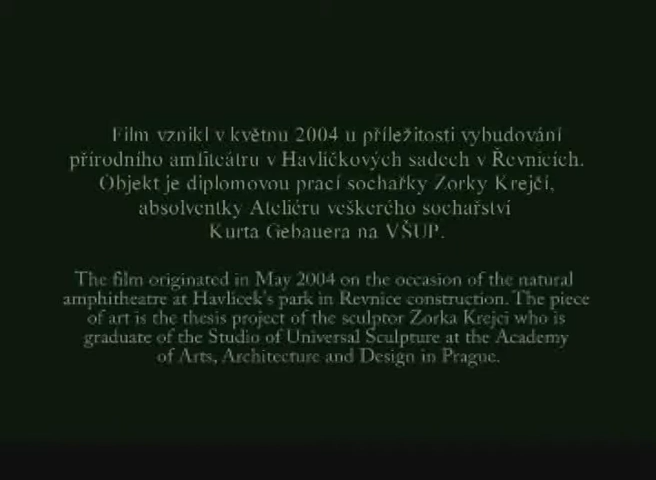 Film vznikl v květnu 2004 u příležitosti vybudování
přírodního amfiteátru v Havlíčkových sadech v Řevnicích.
Objekt je diplomovou prací sochařky Zorky Krejčí,
absolventky Ateliéru veškerého sochařství
Kurta Gebauera na VŠUP.
The film originated in May 2004 on the occasion of the natural
amphitheatre at Havlicek's park in Revnice construction. The piece
of art is the thesis project of the sculptor Zorka Krejci who is
graduate of the Studio of Universal Sculpture at the Academy
of Arts, Architecture and Design in Prague.